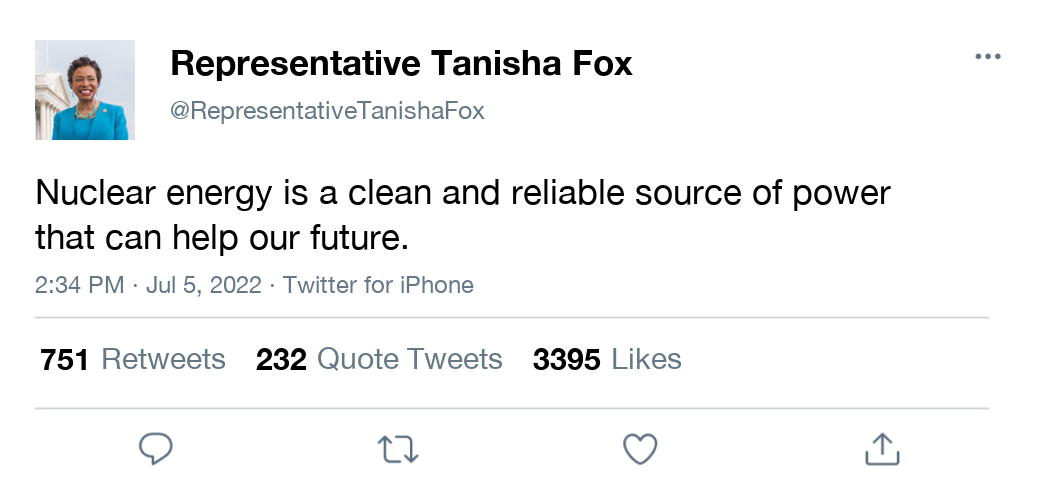 Representative Tanisha Fox
@RepresentativeTanishaFox
Nuclear energy is a clean and reliable source of power
that can help our future.
2:34 PM · Jul 5, 2022 · Twitter for iPhone
751 Retweets 232 Quote Tweets 3395 Likes